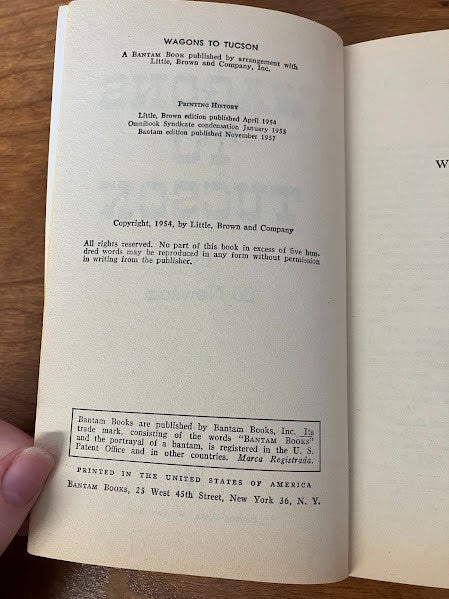 WAGONS TO TUCSON
A BANTAM BOOK published by arrangement with
Little, Brown and Company, Inc.
PRINTING HISTORY
Little, Brown edition published April 1954
Omnibook Syndicate condensation January 1955
Bantam edition published November 1957
Copyright, 1954, by Little, Brown and Company
All rights reserved. No part of this book in excess of five hun-
dred words may be reproduced in any form without permission
in writing from the publisher.
Bantam Books are published by Bantam Books, Inc. Its
trade mark, consisting of the words "BANTAM BOOKS"
and the portrayal of a bantam, is registered in the U. S.
Patent Office and in other countries. Marca Registrada.
PRINTED IN THE UNITED STATES OF AMERICA
BANTAM BOOKS, 25 West 45th Street, New York 36, N. Y.
W